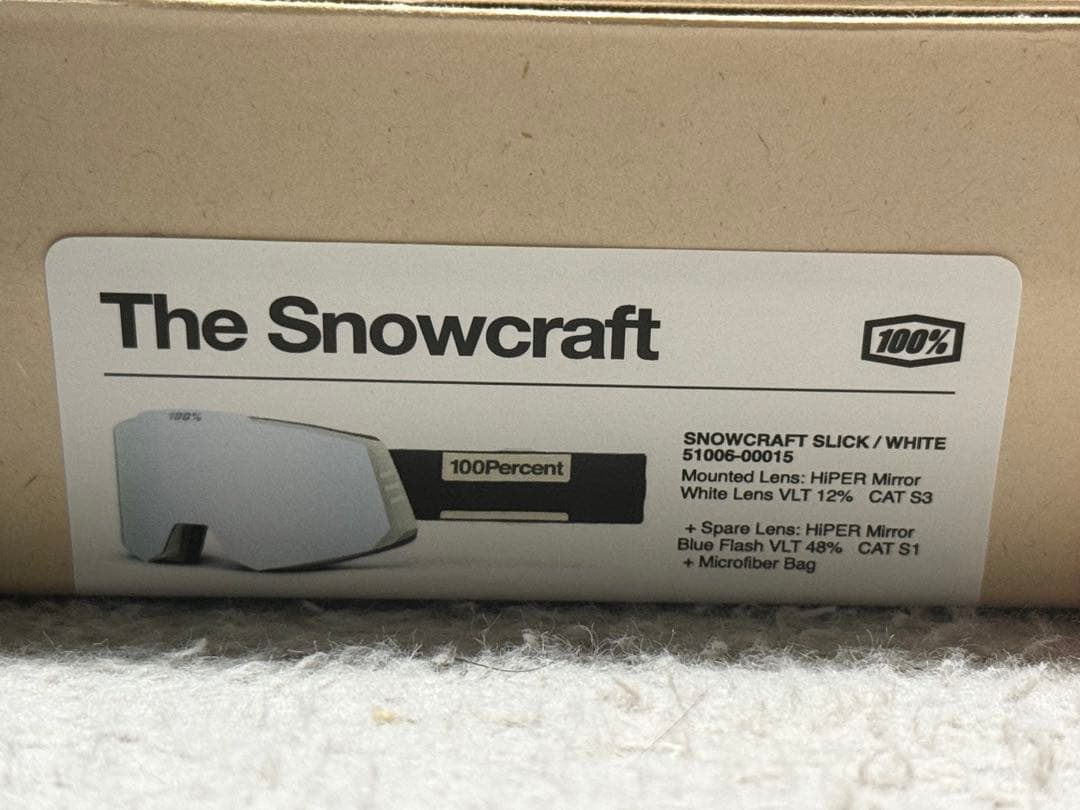 The Snowcraft
100%
100%
100Percent
SNOWCRAFT SLICK / WHITE
51006-00015
Mounted Lens: HiPER Mirror
White Lens VLT 12% CAT S3
+ Spare Lens: HiPER Mirror
Blue Flash VLT 48% CAT S1
+ Microfiber Bag